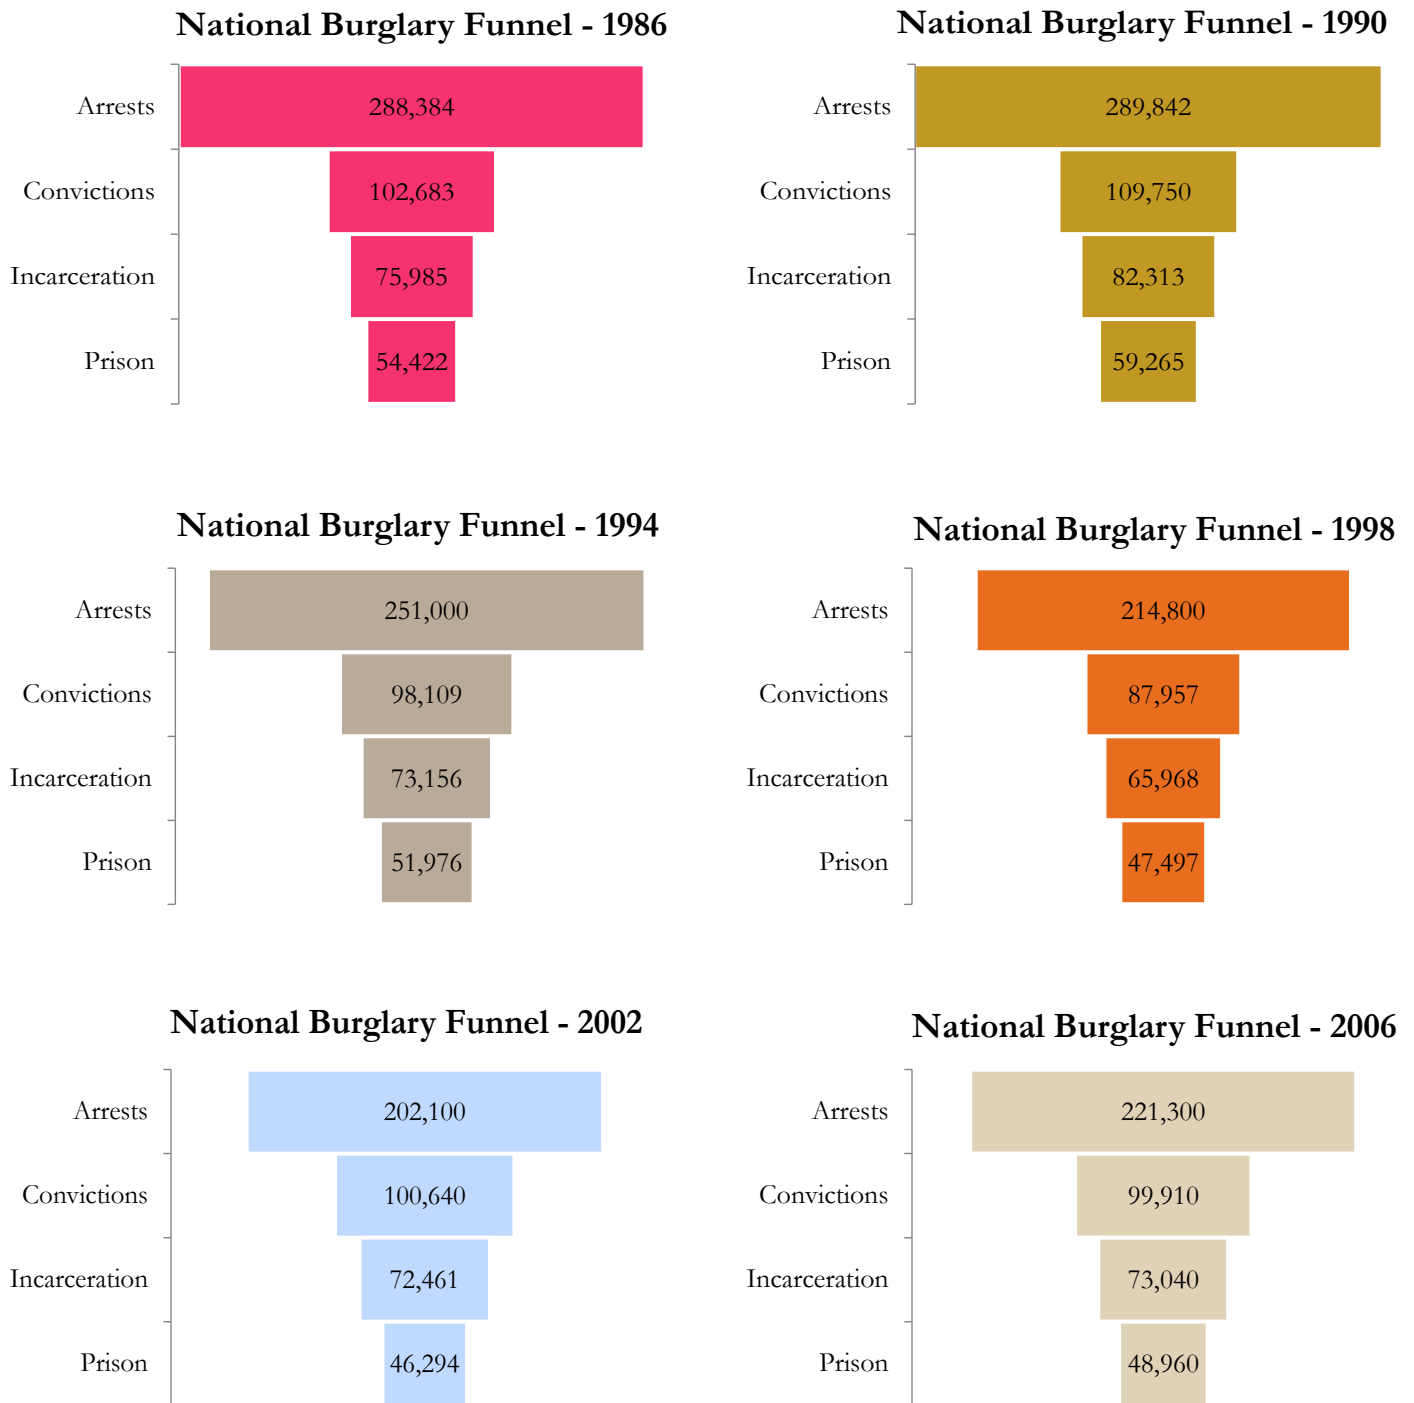 National Burglary Funnel - 1986
Arrests
288,384
Convictions
102,683
Incarceration
75,985
Prison
54,422
National Burglary Funnel - 1990
Arrests
289,842
Convictions
109,750
Incarceration
82,313
Prison
59,265
National Burglary Funnel - 1994
Arrests
251,000
Convictions
98,109
Incarceration
73,156
Prison
51,976
National Burglary Funnel - 1998
Arrests
214,800
Convictions
87,957
Incarceration
65,968
Prison
47,497
National Burglary Funnel - 2002
Arrests
202,100
Convictions
100,640
Incarceration
72,461
Prison
46,294
National Burglary Funnel - 2006
Arrests
221,300
Convictions
99,910
Incarceration
73,040
Prison
48,960